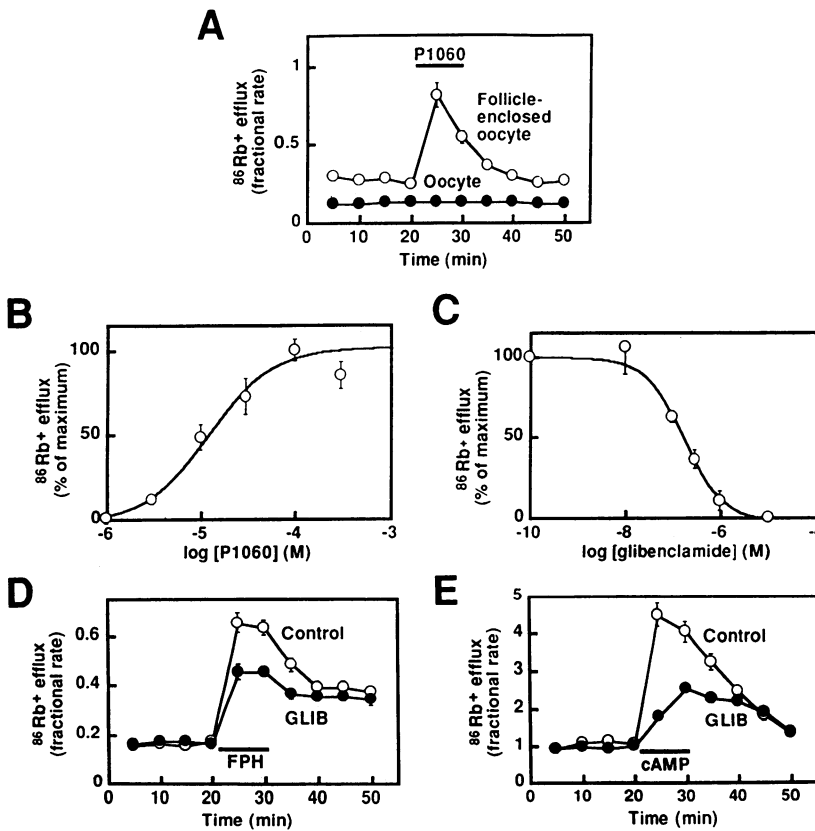 A
P1060
1
0.5
0
Follicle-
enclosed
oocyte
Oocyte
86Rb+ efflux
(fractional rate)
0 10 20 30 40 50
Time (min)
B
100
50
0
86Rb+ efflux
(% of maximum)
-6 -5 -4 -3
log [P1060] (M)
C
100
50
0
86Rb+ efflux
(% of maximum)
-10 -8 -6
log [glibenclamide] (M)
D
0.6
0.4
0.2
0
Control
GLIB
FPH
86Rb+ efflux
(fractional rate)
0 10 20 30 40 50
Time (min)
E
5
4
3
2
1
0
Control
GLIB
cAMP
86Rb+ efflux
(fractional rate)
0 10 20 30 40 50
Time (min)